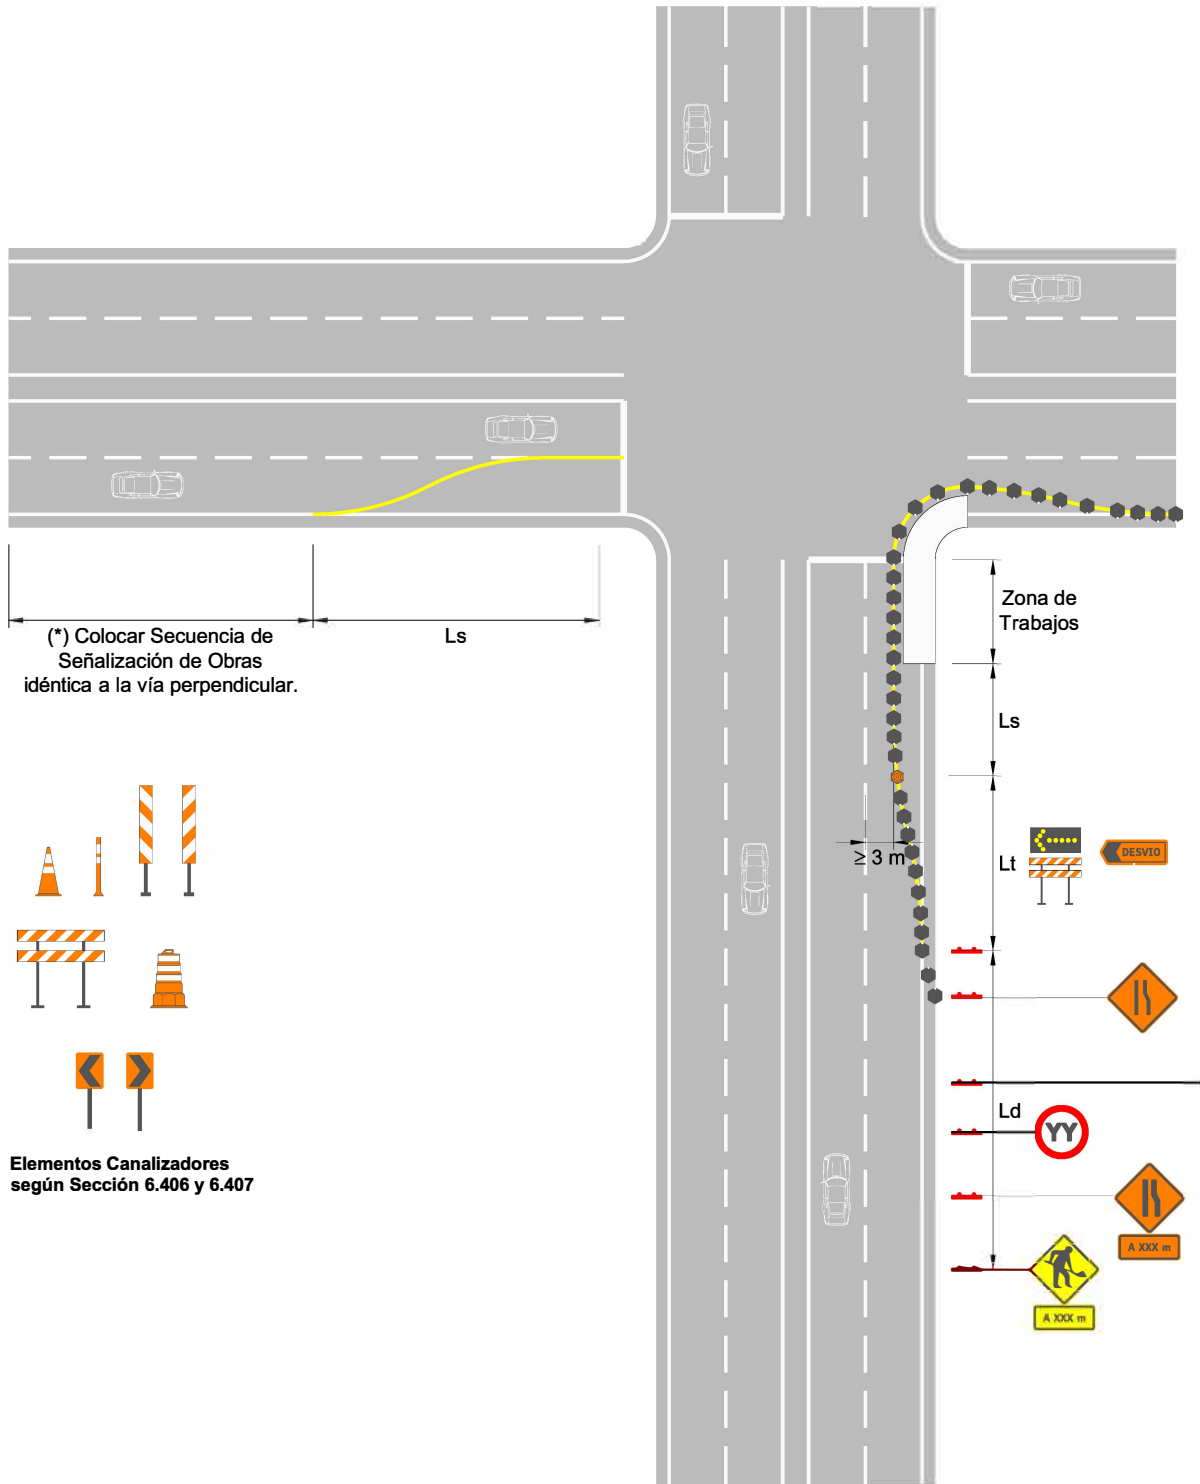 (*) Colocar Secuencia de
Señalización de Obras
idéntica a la vía perpendicular.
Ls
Zona de
Trabajos
Ls
≥ 3 m
Lt
DESVIO
Ld
YY
A XXX m
A XXX m
Elementos Canalizadores
según Sección 6.406 y 6.407